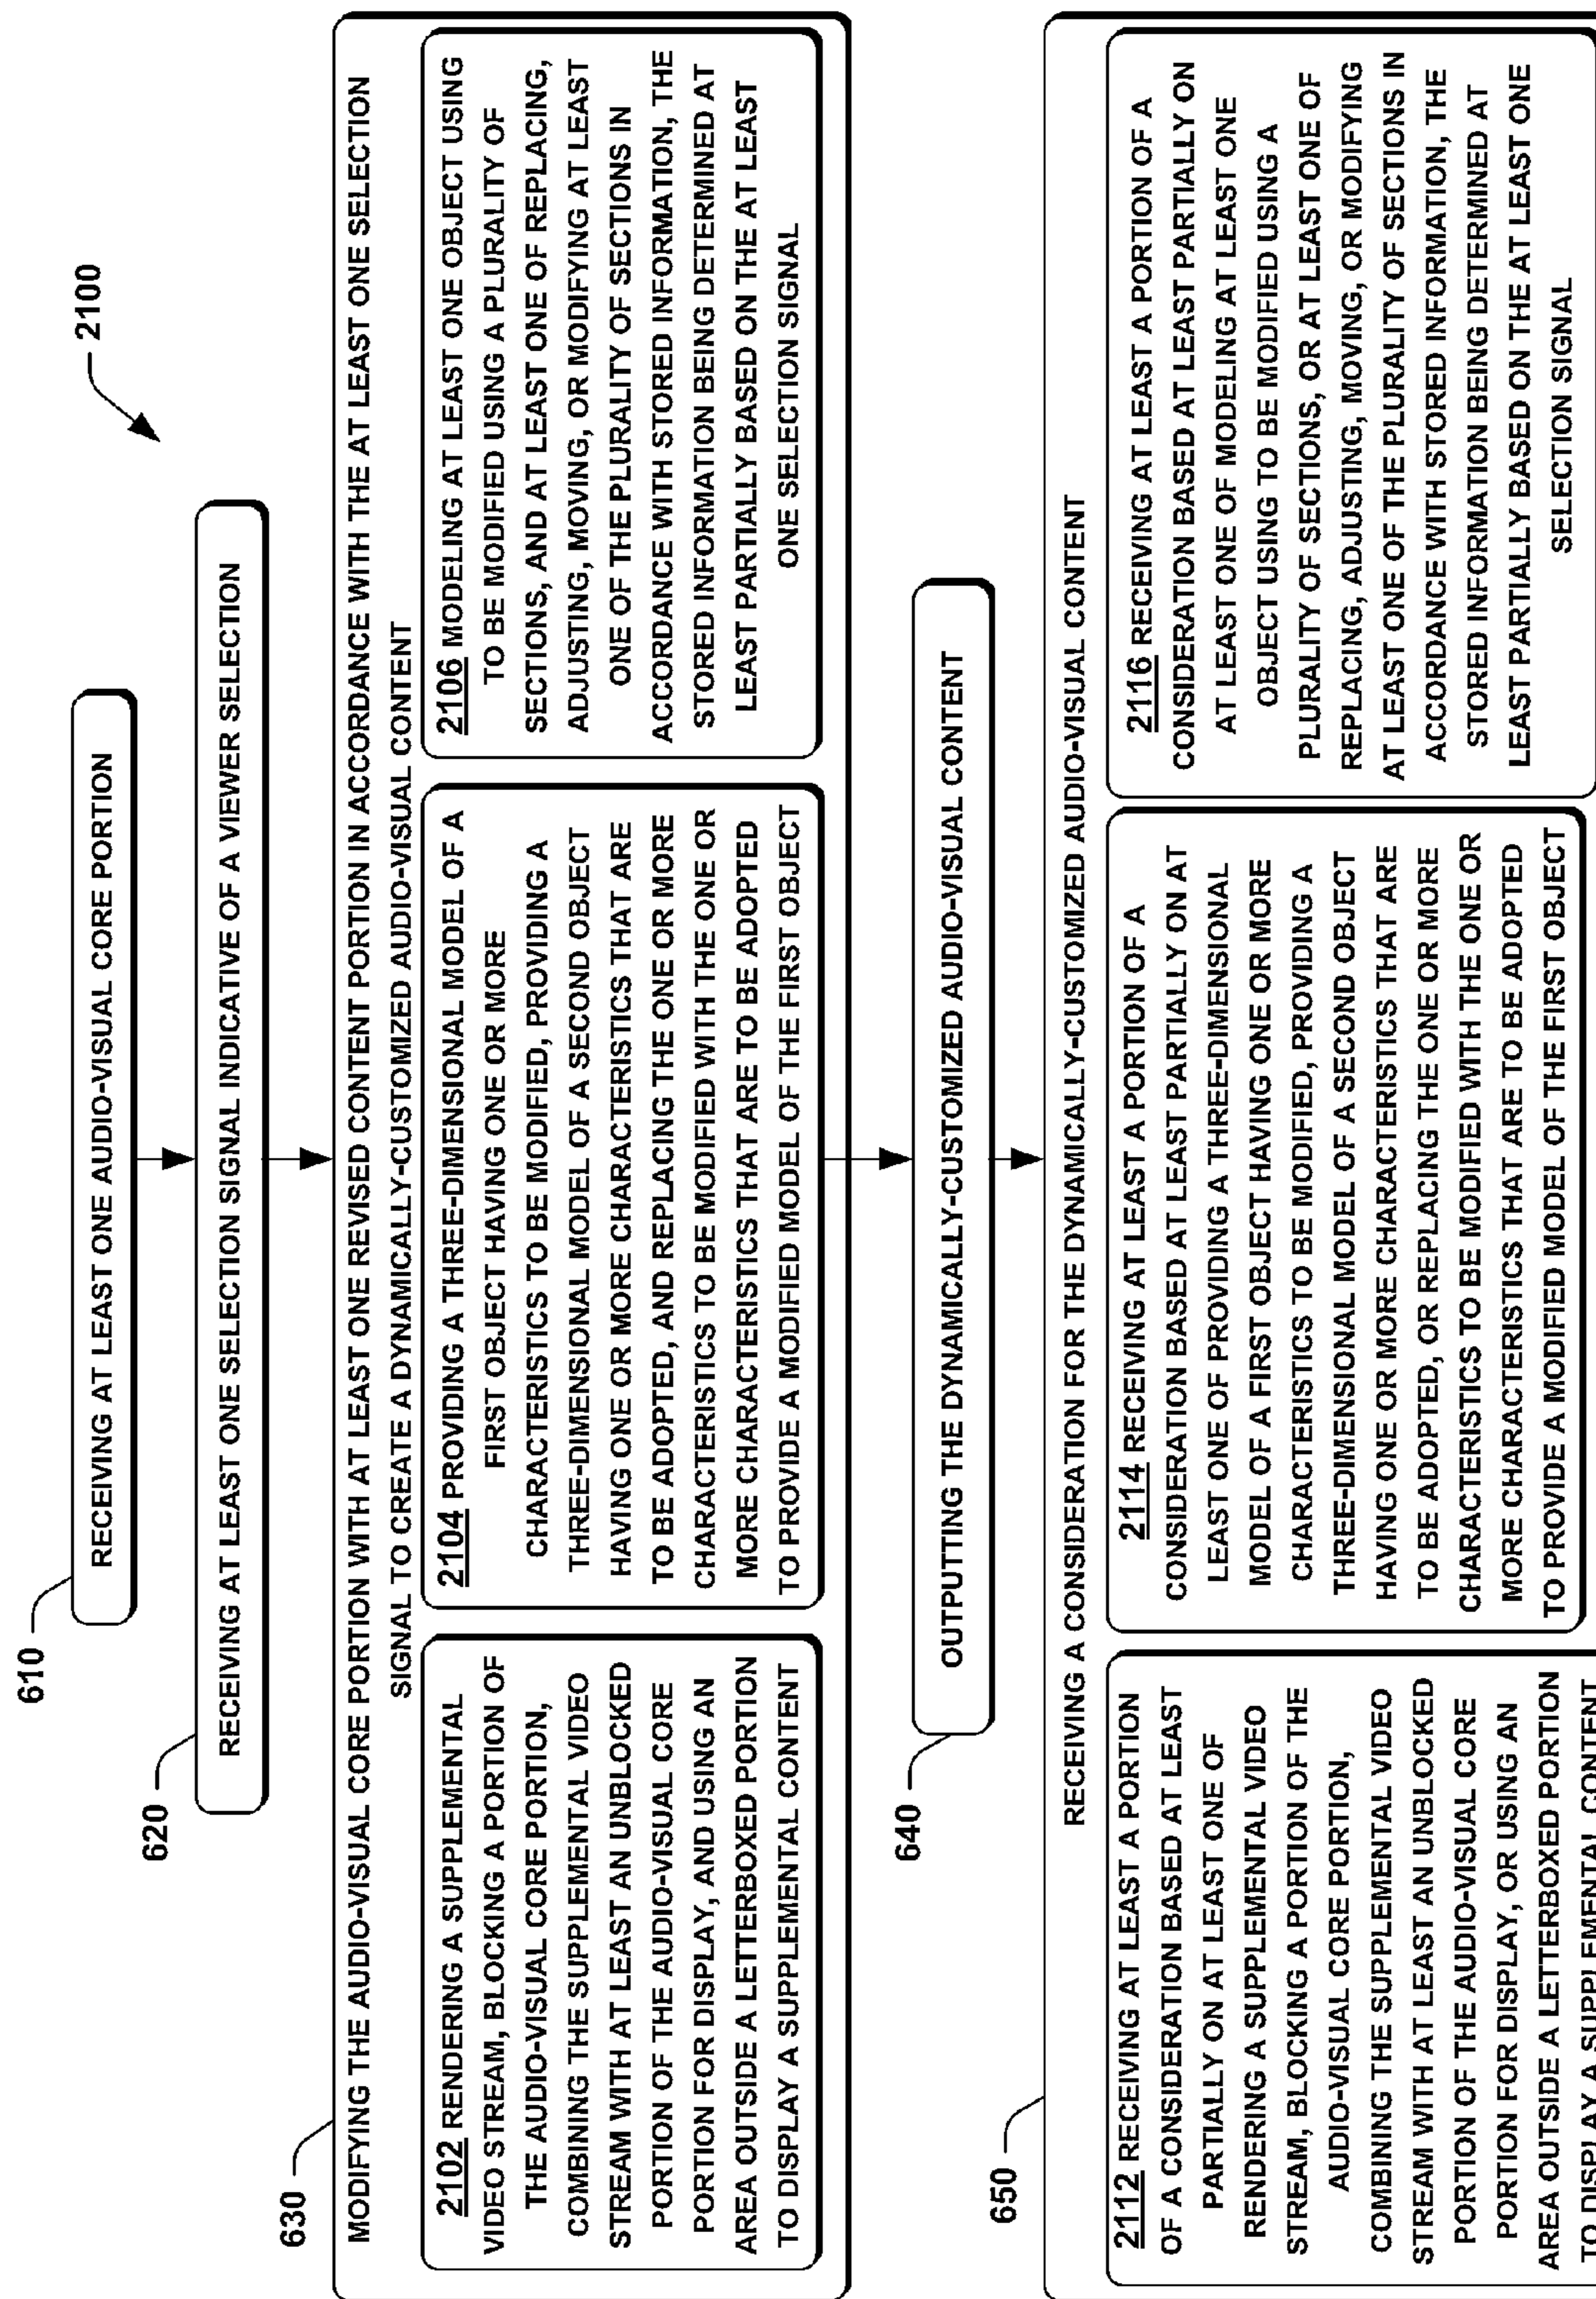 2100
610
RECEIVING AT LEAST ONE AUDIO-VISUAL CORE PORTION
620
RECEIVING AT LEAST ONE SELECTION SIGNAL INDICATIVE OF A VIEWER SELECTION
630
MODIFYING THE AUDIO-VISUAL CORE PORTION WITH AT LEAST ONE REVISED CONTENT PORTION IN ACCORDANCE WITH THE AT LEAST ONE SELECTION
SIGNAL TO CREATE A DYNAMICALLY-CUSTOMIZED AUDIO-VISUAL CONTENT
2102 RENDERING A SUPPLEMENTAL
VIDEO STREAM, BLOCKING A PORTION OF
THE AUDIO-VISUAL CORE PORTION,
COMBINING THE SUPPLEMENTAL VIDEO
STREAM WITH AT LEAST AN UNBLOCKED
PORTION OF THE AUDIO-VISUAL CORE
PORTION FOR DISPLAY, AND USING AN
AREA OUTSIDE A LETTERBOXED PORTION
TO DISPLAY A SUPPLEMENTAL CONTENT
2104 PROVIDING A THREE-DIMENSIONAL MODEL OF A
FIRST OBJECT HAVING ONE OR MORE
CHARACTERISTICS TO BE MODIFIED, PROVIDING A
THREE-DIMENSIONAL MODEL OF A SECOND OBJECT
HAVING ONE OR MORE CHARACTERISTICS THAT ARE
TO BE ADOPTED, AND REPLACING THE ONE OR MORE
CHARACTERISTICS TO BE MODIFIED WITH THE ONE OR
MORE CHARACTERISTICS THAT ARE TO BE ADOPTED
TO PROVIDE A MODIFIED MODEL OF THE FIRST OBJECT
2106 MODELING AT LEAST ONE OBJECT USING
TO BE MODIFIED USING A PLURALITY OF
SECTIONS, AND AT LEAST ONE OF REPLACING,
ADJUSTING, MOVING, OR MODIFYING AT LEAST
ONE OF THE PLURALITY OF SECTIONS IN
ACCORDANCE WITH STORED INFORMATION, THE
STORED INFORMATION BEING DETERMINED AT
LEAST PARTIALLY BASED ON THE AT LEAST
ONE SELECTION SIGNAL
640
OUTPUTTING THE DYNAMICALLY-CUSTOMIZED AUDIO-VISUAL CONTENT
650
RECEIVING A CONSIDERATION FOR THE DYNAMICALLY-CUSTOMIZED AUDIO-VISUAL CONTENT
2112 RECEIVING AT LEAST A PORTION
OF A CONSIDERATION BASED AT LEAST
PARTIALLY ON AT LEAST ONE OF
RENDERING A SUPPLEMENTAL VIDEO
STREAM, BLOCKING A PORTION OF THE
AUDIO-VISUAL CORE PORTION,
COMBINING THE SUPPLEMENTAL VIDEO
STREAM WITH AT LEAST AN UNBLOCKED
PORTION OF THE AUDIO-VISUAL CORE
PORTION FOR DISPLAY, OR USING AN
AREA OUTSIDE A LETTERBOXED PORTION
TO DISPLAY A SUPPLEMENTAL CONTENT
2114 RECEIVING AT LEAST A PORTION OF A
CONSIDERATION BASED AT LEAST PARTIALLY ON AT
LEAST ONE OF PROVIDING A THREE-DIMENSIONAL
MODEL OF A FIRST OBJECT HAVING ONE OR MORE
CHARACTERISTICS TO BE MODIFIED, PROVIDING A
THREE-DIMENSIONAL MODEL OF A SECOND OBJECT
HAVING ONE OR MORE CHARACTERISTICS THAT ARE
TO BE ADOPTED, OR REPLACING THE ONE OR MORE
CHARACTERISTICS TO BE MODIFIED WITH THE ONE OR
MORE CHARACTERISTICS THAT ARE TO BE ADOPTED
TO PROVIDE A MODIFIED MODEL OF THE FIRST OBJECT
2116 RECEIVING AT LEAST A PORTION OF A
CONSIDERATION BASED AT LEAST PARTIALLY ON
AT LEAST ONE OF MODELING AT LEAST ONE
OBJECT USING TO BE MODIFIED USING A
PLURALITY OF SECTIONS, OR AT LEAST ONE OF
REPLACING, ADJUSTING, MOVING, OR MODIFYING
AT LEAST ONE OF THE PLURALITY OF SECTIONS IN
ACCORDANCE WITH STORED INFORMATION, THE
STORED INFORMATION BEING DETERMINED AT
LEAST PARTIALLY BASED ON THE AT LEAST ONE
SELECTION SIGNAL